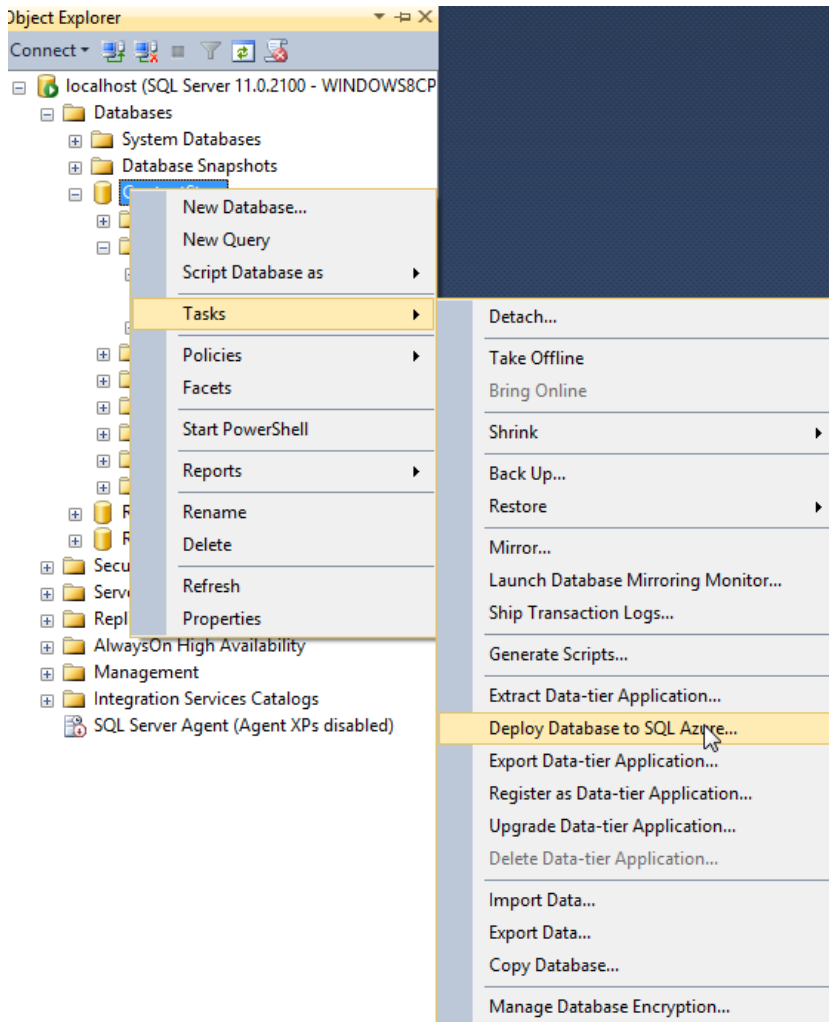 Object Explorer
Connect
localhost (SQL Server 11.0.2100 - WINDOWS8CP
Databases
System Databases
Database Snapshots
New Database...
New Query
Script Database as
Tasks
Policies
Facets
Start PowerShell
Reports
Rename
Delete
Refresh
Properties
R
R
Secu
Serv
Repl
AlwaysOn High Availability
Management
Integration Services Catalogs
SQL Server Agent (Agent XPs disabled)
Detach...
Take Offline
Bring Online
Shrink
Back Up...
Restore
Mirror...
Launch Database Mirroring Monitor...
Ship Transaction Logs...
Generate Scripts...
Extract Data-tier Application...
Deploy Database to SQL Azure...
Export Data-tier Application...
Register as Data-tier Application...
Upgrade Data-tier Application...
Delete Data-tier Application...
Import Data...
Export Data...
Copy Database...
Manage Database Encryption...